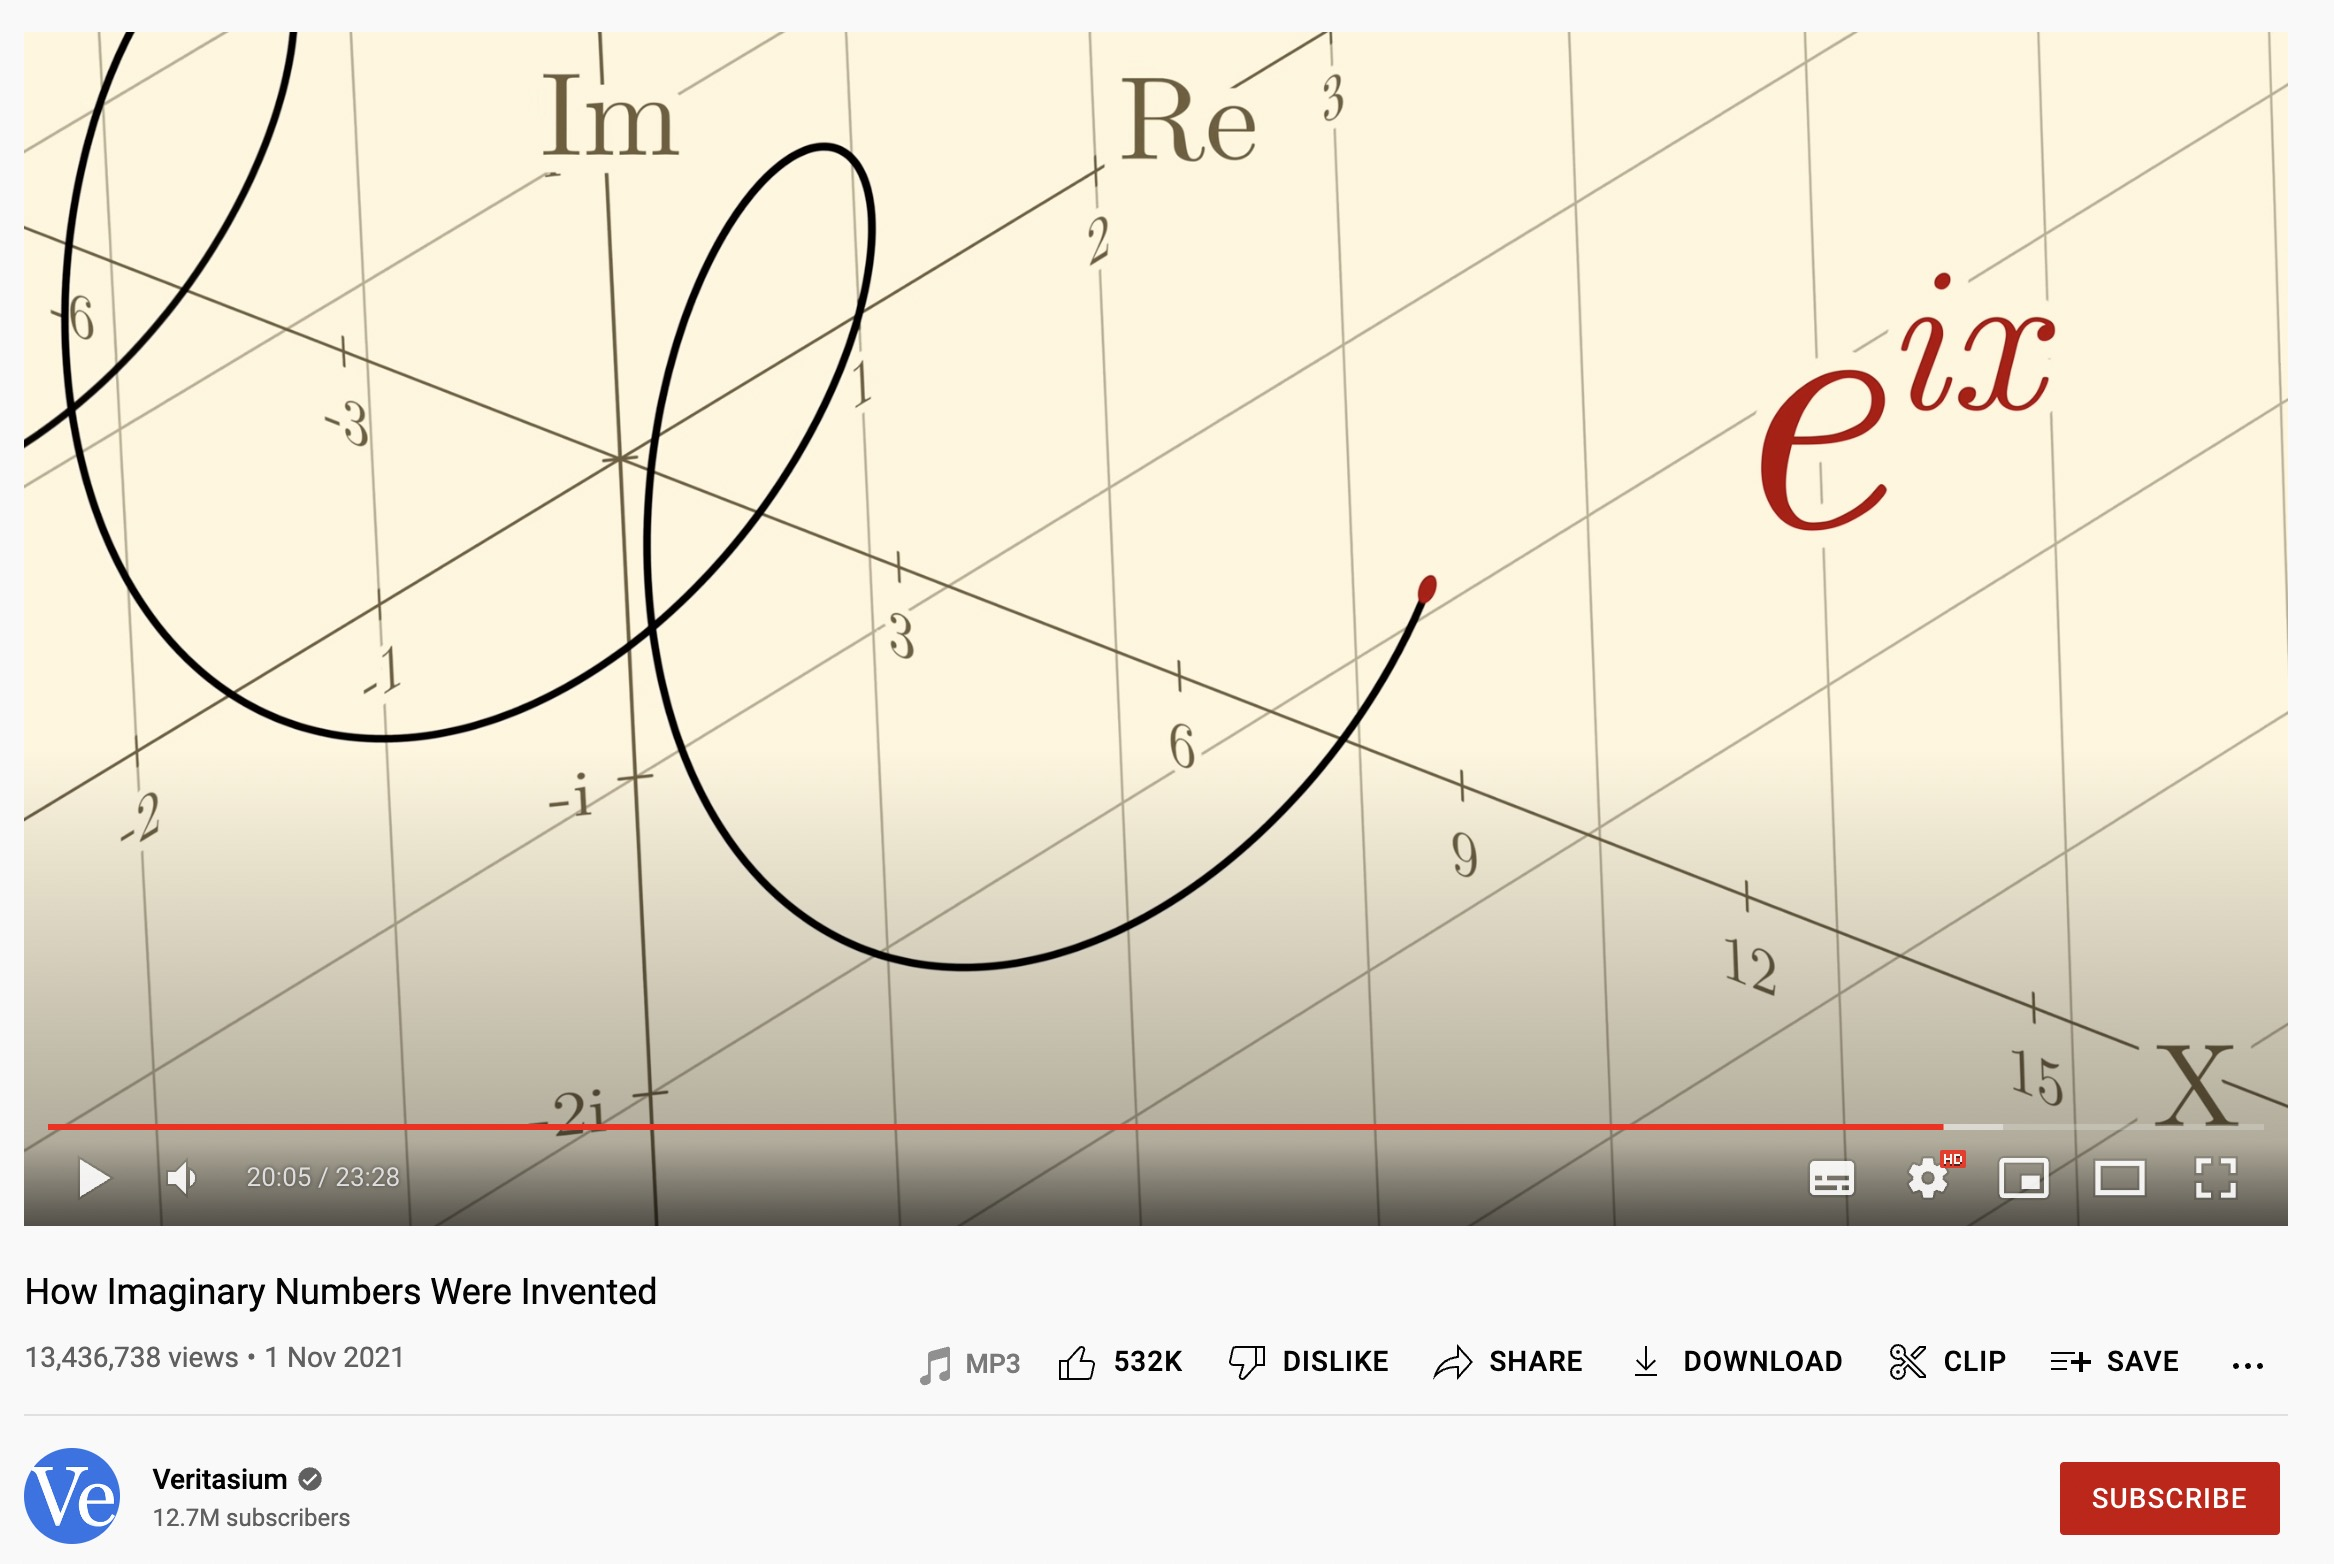 Im
Re
3
2
e^ix
-6
1
-3
3
-1
6
-i
-2
9
12
15
X
-2i
20:05 / 23:28
HD
How Imaginary Numbers Were Invented
13,436,738 views • 1 Nov 2021
MP3 532K DISLIKE SHARE DOWNLOAD CLIP SAVE ...
Ve
Veritasium
12.7M subscribers
SUBSCRIBE